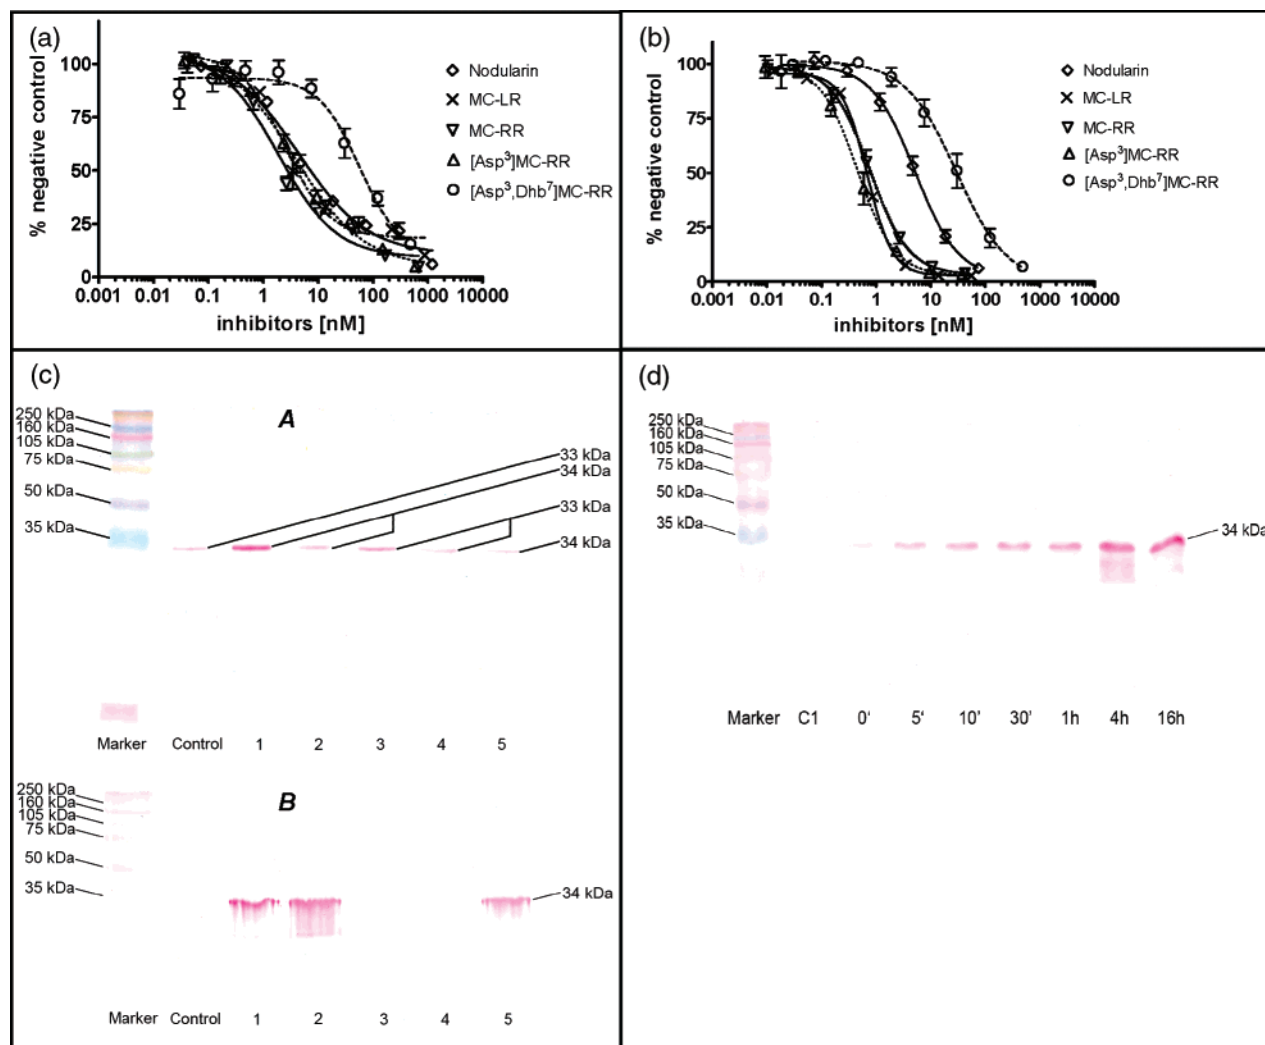 (a)
% negative control
100
75
50
25
0
0.001 0.01 0.1 1 10 100 1000 10000
inhibitors [nM]
Nodularin
MC-LR
MC-RR
[Asp³]MC-RR
[Asp³,Dhb⁷]MC-RR
(b)
% negative control
100
75
50
25
0
0.001 0.01 0.1 1 10 100 1000 10000
inhibitors [nM]
Nodularin
MC-LR
MC-RR
[Asp³]MC-RR
[Asp³,Dhb⁷]MC-RR
(c)
A
250 kDa
160 kDa
105 kDa
75 kDa
50 kDa
35 kDa
33 kDa
34 kDa
33 kDa
34 kDa
Marker Control 1 2 3 4 5
B
250 kDa
160 kDa
105 kDa
75 kDa
50 kDa
35 kDa
34 kDa
Marker Control 1 2 3 4 5
(d)
250 kDa
160 kDa
105 kDa
75 kDa
50 kDa
35 kDa
34 kDa
Marker C1 0' 5' 10' 30' 1h 4h 16h